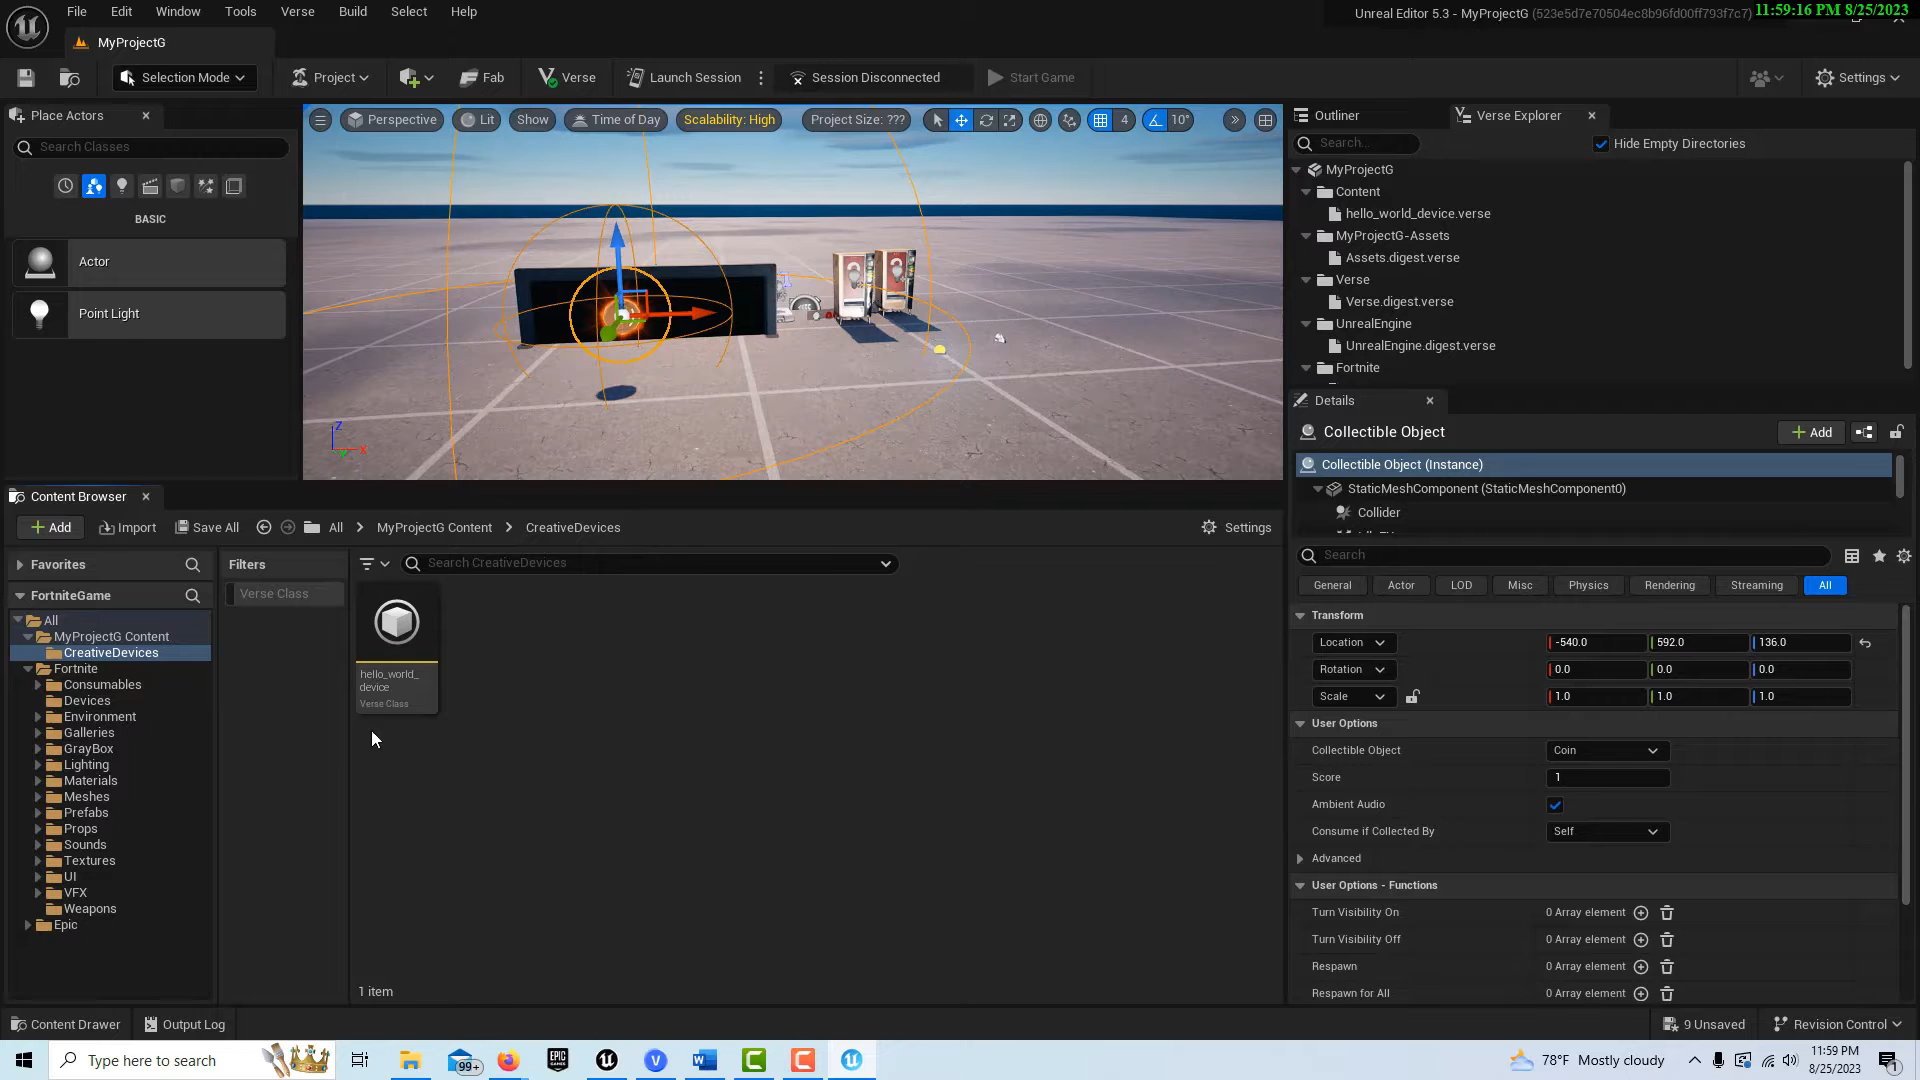 File Edit Window Tools Verse Build Select Help
Unreal Editor 5.3 - MyProjectG (523e5d7e70504ec8b96fd00ff793f7c7)
11:59:16 PM 8/25/2023
MyProjectG
Selection Mode Project Fab Verse Launch Session Session Disconnected Start Game Settings
Place Actors
Search Classes
BASIC
Actor
Point Light
Perspective Lit Show Time of Day Scalability: High Project Size: ??? 4 10°
Z
X
Outliner Verse Explorer
Search... Hide Empty Directories
MyProjectG
Content
hello_world_device.verse
MyProjectG-Assets
Assets.digest.verse
Verse
Verse.digest.verse
UnrealEngine
UnrealEngine.digest.verse
Fortnite
Details
Collectible Object Add
Collectible Object (Instance)
StaticMeshComponent (StaticMeshComponent0)
Collider
Search
General Actor LOD Misc Physics Rendering Streaming All
Transform
Location -540.0 592.0 136.0
Rotation 0.0 0.0 0.0
Scale 1.0 1.0 1.0
User Options
Collectible Object Coin
Score 1
Ambient Audio
Consume if Collected By Self
Advanced
User Options - Functions
Turn Visibility On 0 Array element
Turn Visibility Off 0 Array element
Respawn 0 Array element
Respawn for All 0 Array element
Content Browser
Add Import Save All All MyProjectG Content CreativeDevices Settings
Favorites
FortniteGame
All
MyProjectG Content
CreativeDevices
Fortnite
Consumables
Devices
Environment
Galleries
GrayBox
Lighting
Materials
Meshes
Prefabs
Props
Sounds
Textures
UI
VFX
Weapons
Epic
Filters
Verse Class
Search CreativeDevices
hello_world_
device
Verse Class
1 item
Content Drawer Output Log 9 Unsaved Revision Control
Type here to search
99+
78°F Mostly cloudy
11:59 PM
8/25/2023
1